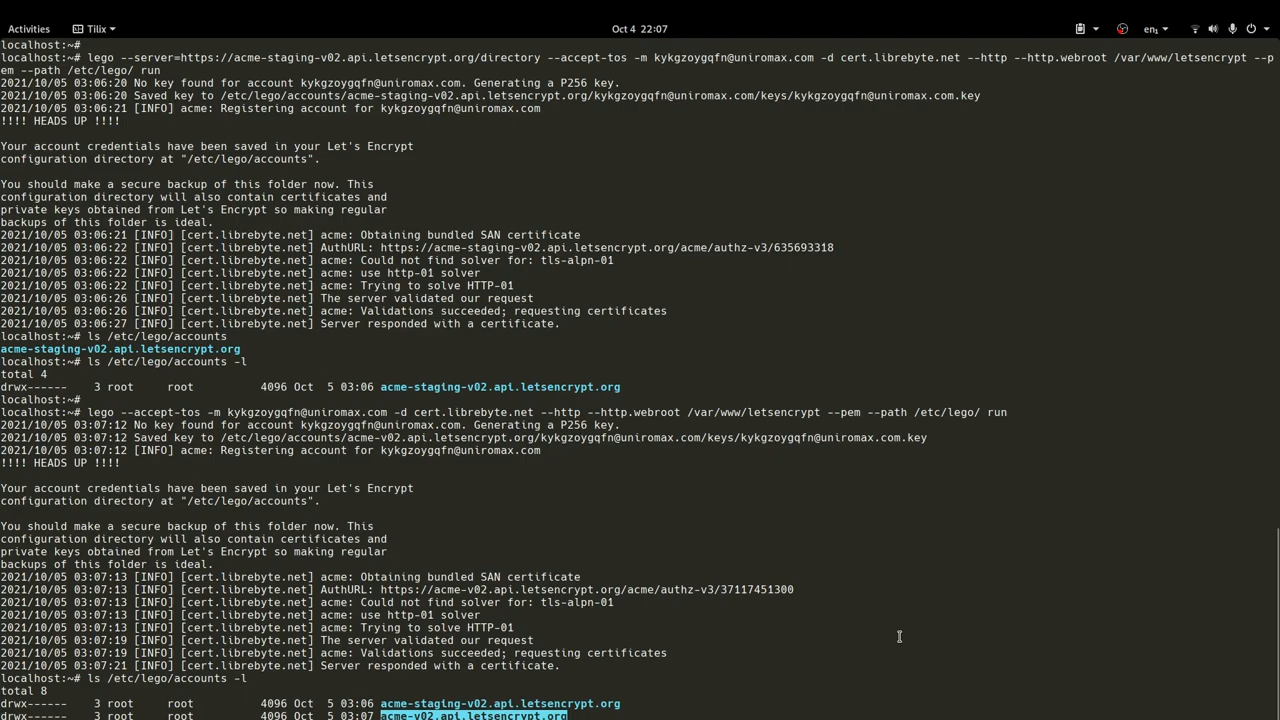 Activities Tilix Oct 4 22:07 en₁
localhost:~#
localhost:~# lego --server=https://acme-staging-v02.api.letsencrypt.org/directory --accept-tos -m kykgzoygqfn@uniromax.com -d cert.librebyte.net --http --http.webroot /var/www/letsencrypt --p
em --path /etc/lego/ run
2021/10/05 03:06:20 No key found for account kykgzoygqfn@uniromax.com. Generating a P256 key.
2021/10/05 03:06:20 Saved key to /etc/lego/accounts/acme-staging-v02.api.letsencrypt.org/kykgzoygqfn@uniromax.com/keys/kykgzoygqfn@uniromax.com.key
2021/10/05 03:06:21 [INFO] acme: Registering account for kykgzoygqfn@uniromax.com
!!!! HEADS UP !!!!
Your account credentials have been saved in your Let's Encrypt
configuration directory at "/etc/lego/accounts".
You should make a secure backup of this folder now. This
configuration directory will also contain certificates and
private keys obtained from Let's Encrypt so making regular
backups of this folder is ideal.
2021/10/05 03:06:21 [INFO] [cert.librebyte.net] acme: Obtaining bundled SAN certificate
2021/10/05 03:06:22 [INFO] [cert.librebyte.net] AuthURL: https://acme-staging-v02.api.letsencrypt.org/acme/authz-v3/635693318
2021/10/05 03:06:22 [INFO] [cert.librebyte.net] acme: Could not find solver for: tls-alpn-01
2021/10/05 03:06:22 [INFO] [cert.librebyte.net] acme: use http-01 solver
2021/10/05 03:06:22 [INFO] [cert.librebyte.net] acme: Trying to solve HTTP-01
2021/10/05 03:06:26 [INFO] [cert.librebyte.net] The server validated our request
2021/10/05 03:06:26 [INFO] [cert.librebyte.net] acme: Validations succeeded; requesting certificates
2021/10/05 03:06:27 [INFO] [cert.librebyte.net] Server responded with a certificate.
localhost:~# ls /etc/lego/accounts
acme-staging-v02.api.letsencrypt.org
localhost:~# ls /etc/lego/accounts -l
total 4
drwx------ 3 root root 4096 Oct 5 03:06 acme-staging-v02.api.letsencrypt.org
localhost:~#
localhost:~# lego --accept-tos -m kykgzoygqfn@uniromax.com -d cert.librebyte.net --http --http.webroot /var/www/letsencrypt --pem --path /etc/lego/ run
2021/10/05 03:07:12 No key found for account kykgzoygqfn@uniromax.com. Generating a P256 key.
2021/10/05 03:07:12 Saved key to /etc/lego/accounts/acme-v02.api.letsencrypt.org/kykgzoygqfn@uniromax.com/keys/kykgzoygqfn@uniromax.com.key
2021/10/05 03:07:12 [INFO] acme: Registering account for kykgzoygqfn@uniromax.com
!!!! HEADS UP !!!!
Your account credentials have been saved in your Let's Encrypt
configuration directory at "/etc/lego/accounts".
You should make a secure backup of this folder now. This
configuration directory will also contain certificates and
private keys obtained from Let's Encrypt so making regular
backups of this folder is ideal.
2021/10/05 03:07:13 [INFO] [cert.librebyte.net] acme: Obtaining bundled SAN certificate
2021/10/05 03:07:13 [INFO] [cert.librebyte.net] AuthURL: https://acme-v02.api.letsencrypt.org/acme/authz-v3/37117451300
2021/10/05 03:07:13 [INFO] [cert.librebyte.net] acme: Could not find solver for: tls-alpn-01
2021/10/05 03:07:13 [INFO] [cert.librebyte.net] acme: use http-01 solver
2021/10/05 03:07:13 [INFO] [cert.librebyte.net] acme: Trying to solve HTTP-01
2021/10/05 03:07:19 [INFO] [cert.librebyte.net] The server validated our request
2021/10/05 03:07:19 [INFO] [cert.librebyte.net] acme: Validations succeeded; requesting certificates
2021/10/05 03:07:21 [INFO] [cert.librebyte.net] Server responded with a certificate.
localhost:~# ls /etc/lego/accounts -l
total 8
drwx------ 3 root root 4096 Oct 5 03:06 acme-staging-v02.api.letsencrypt.org
drwx------ 3 root root 4096 Oct 5 03:07 acme-v02.api.letsencrypt.org